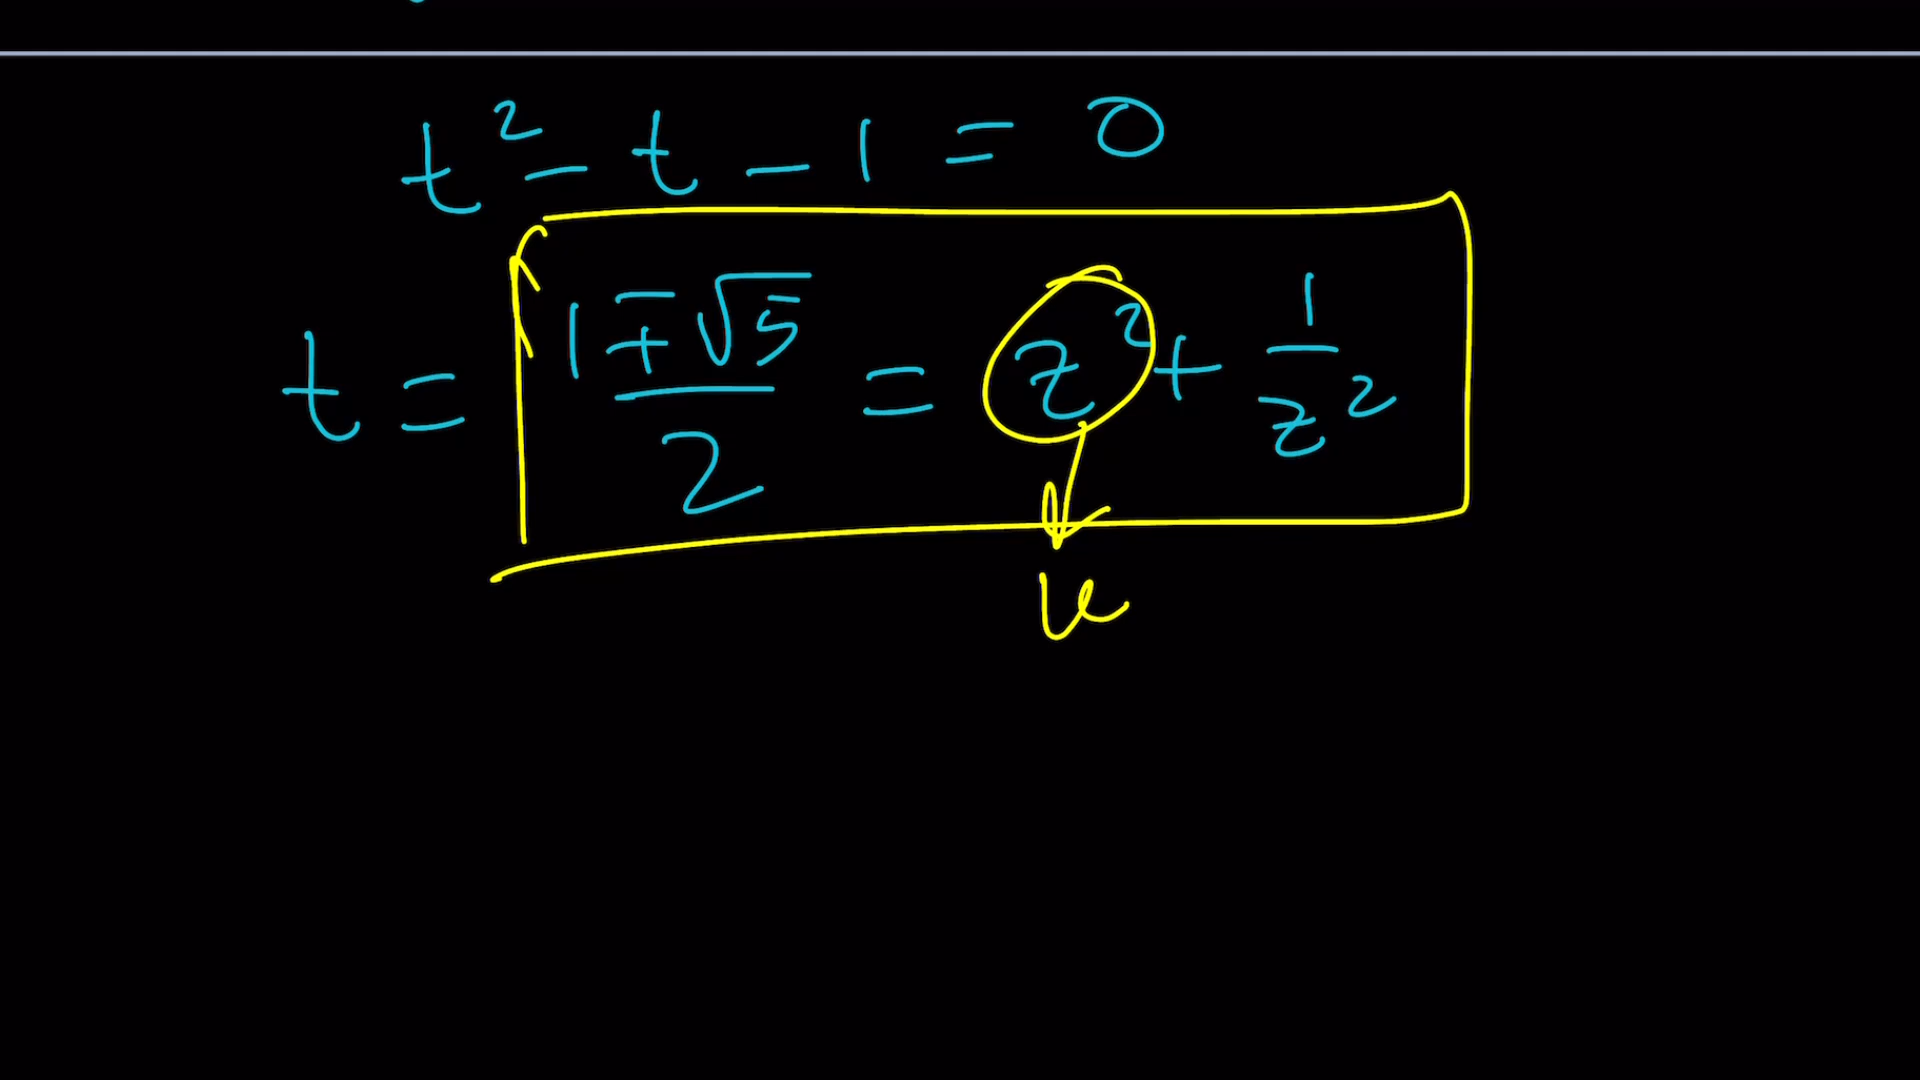 t² - t - 1 = 0
t = (1 ∓ √5)/2 = z² + 1/z²
u